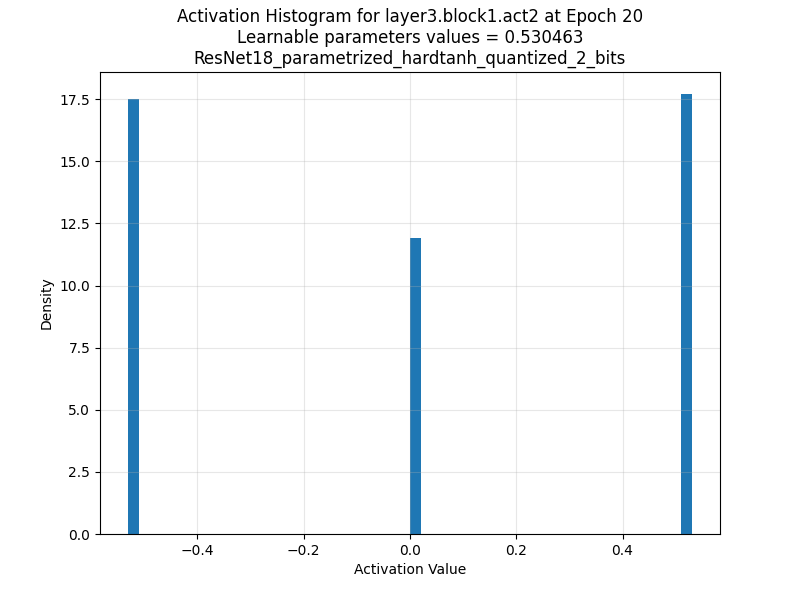 Activation Histogram for layer3.block1.act2 at Epoch 20
Learnable parameters values = 0.530463
ResNet18_parametrized_hardtanh_quantized_2_bits
17.5
15.0
12.5
10.0
7.5
5.0
2.5
0.0
Density
−0.4
−0.2
0.0
0.2
0.4
Activation Value